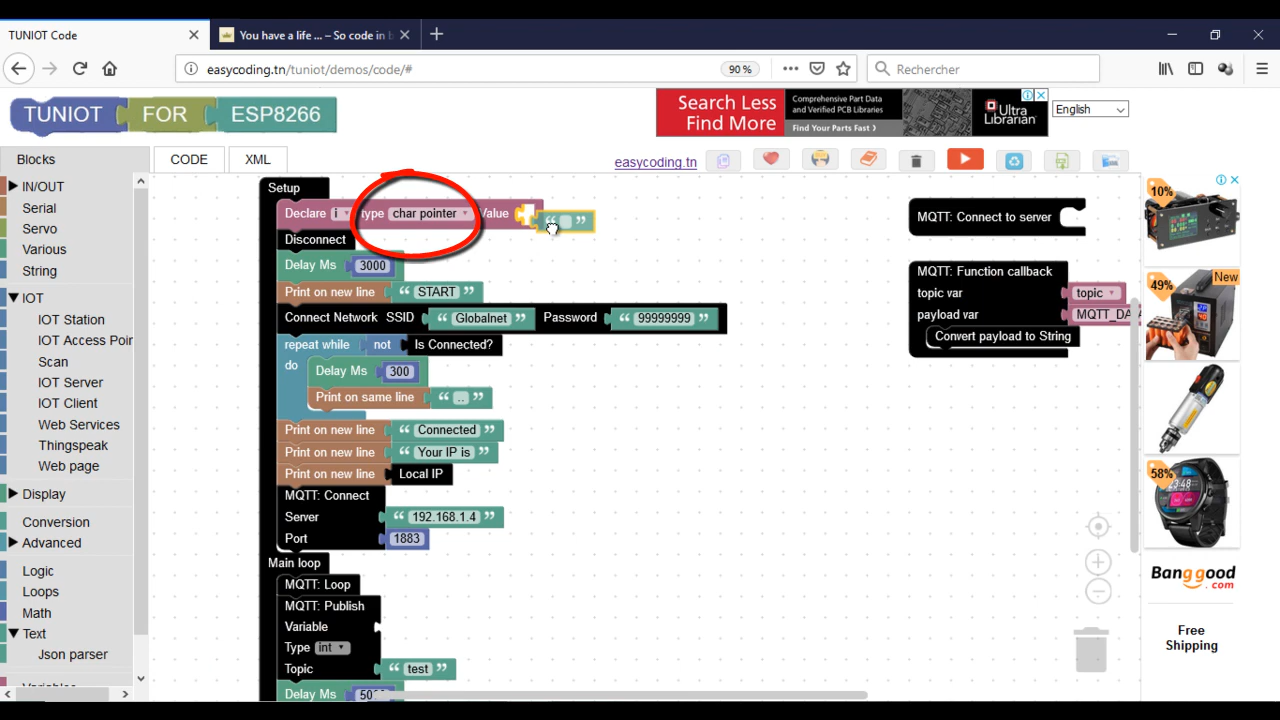 TUNIOT Code
You have a life ... – So code in b
easycoding.tn/tuniot/demos/code/#
90 %
Rechercher
TUNIOT FOR ESP8266
Search Less
Find More
Comprehensive Part Data
and Verified PCB Libraries
Find Your Parts Fast
Ultra
Librarian
English
Blocks
CODE
XML
easycoding.tn
IN/OUT
Serial
Servo
Various
String
IOT
IOT Station
IOT Access Poir
Scan
IOT Server
IOT Client
Web Services
Thingspeak
Web page
Display
Conversion
Advanced
Logic
Loops
Math
Text
Json parser
Setup
Declare i type char pointer Value “ ”
Disconnect
Delay Ms 3000
Print on new line “ START ”
Connect Network SSID “ Globalnet ” Password “ 99999999 ”
repeat while not Is Connected?
do
Delay Ms 300
Print on same line “ .. ”
Print on new line “ Connected ”
Print on new line “ Your IP is ”
Print on new line Local IP
MQTT: Connect
Server “ 192.168.1.4 ”
Port 1883
Main loop
MQTT: Loop
MQTT: Publish
Variable
Type int
Topic “ test ”
MQTT: Connect to server
MQTT: Function callback
topic var topic
payload var MQTT_DA
Convert payload to String
10%
49%
New
58%
Banggood
.com
Free
Shipping